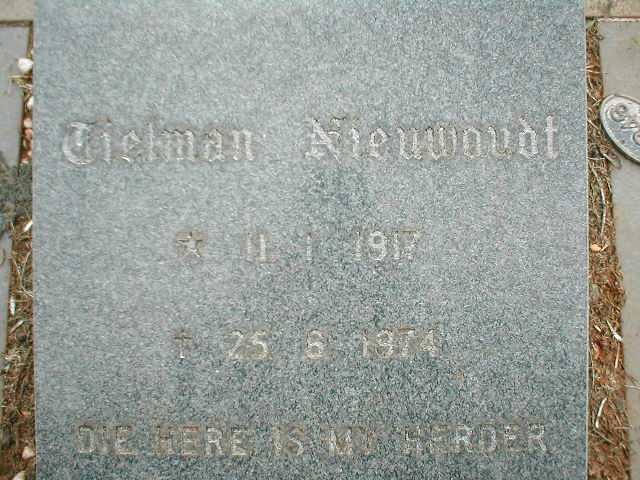 Tielman Nieuwoudt
* 11 1 1917
† 25 8 1974
DIE HERE IS MY HERDER